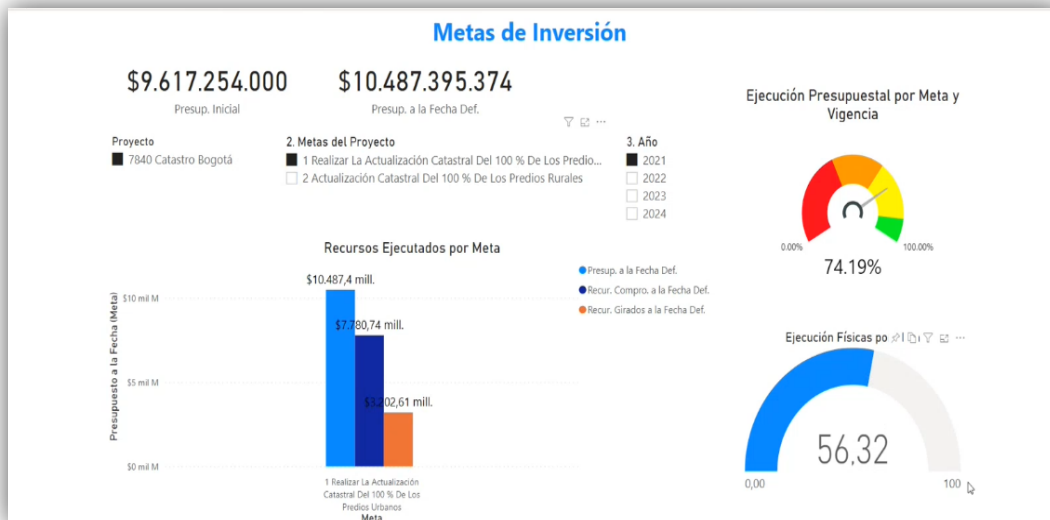 Metas de Inversión
$9.617.254.000
Presup. Inicial
$10.487.395.374
Presup. a la Fecha Def.
Proyecto
7840 Catastro Bogotá
2. Metas del Proyecto
1 Realizar La Actualización Catastral Del 100 % De Los Predio...
2 Actualización Catastral Del 100 % De Los Predios Rurales
3. Año
2021
2022
2023
2024
Ejecución Presupuestal por Meta y
Vigencia
0.00%
100.00%
74.19%
Recursos Ejecutados por Meta
Presupuesto a la Fecha (Meta)
$10 mil M
$5 mil M
$0 mil M
$10.487,4 mill.
$7.780,74 mill.
$3.202,61 mill.
1 Realizar La Actualización
Catastral Del 100 % De Los
Predios Urbanos
Meta
Presup. a la Fecha Def.
Recur. Compro. a la Fecha Def.
Recur. Girados a la Fecha Def.
Ejecución Físicas po
56,32
0,00
100